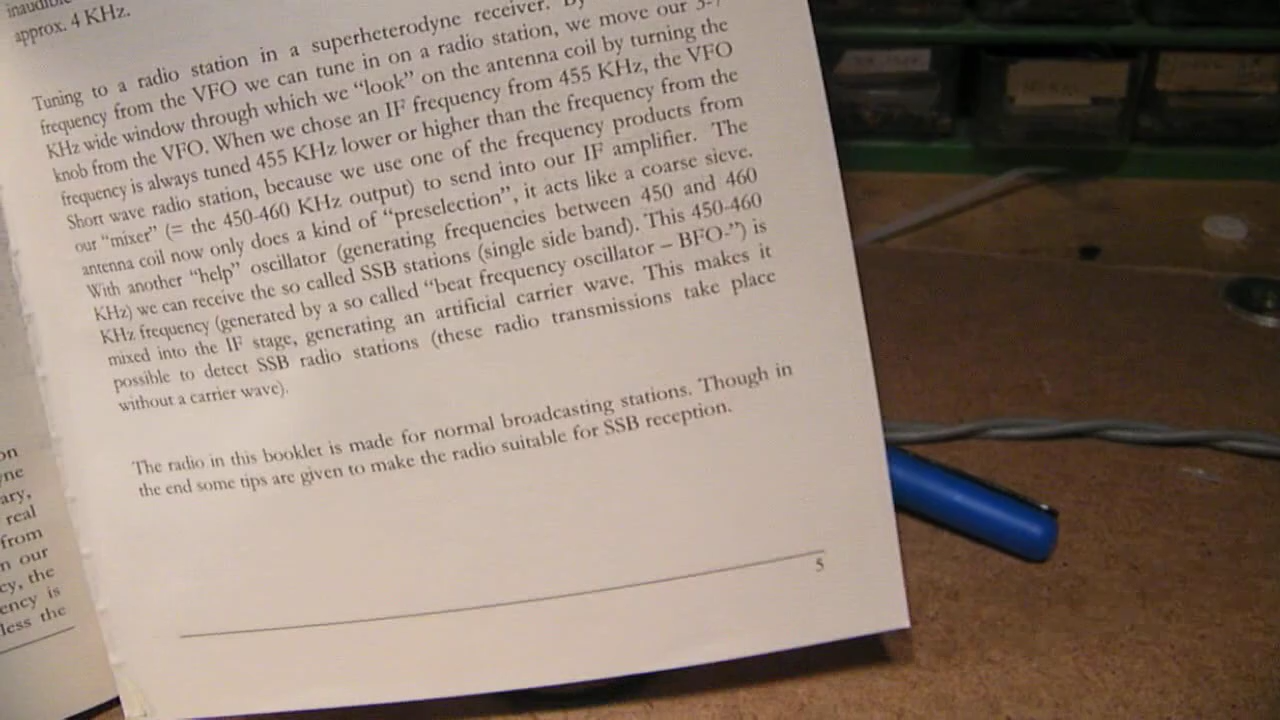 approx. 4 KHz.
Tuning to a radio station in a superheterodyne receiver.
frequency from the VFO we can tune in on a radio station, we move our
KHz wide window through which we "look" on the antenna coil by turning the
knob from the VFO. When we chose an IF frequency from 455 KHz, the VFO
frequency is always tuned 455 KHz lower or higher than the frequency from the
Short wave radio station, because we use one of the frequency products from
our "mixer" (= the 450-460 KHz output) to send into our IF amplifier. The
antenna coil now only does a kind of "preselection", it acts like a coarse sieve.
With another "help" oscillator (generating frequencies between 450 and 460
KHz) we can receive the so called SSB stations (single side band). This 450-460
KHz frequency (generated by a so called "beat frequency oscillator – BFO-") is
mixed into the IF stage, generating an artificial carrier wave. This makes it
possible to detect SSB radio stations (these radio transmissions take place
without a carrier wave).
The radio in this booklet is made for normal broadcasting stations. Though in
the end some tips are given to make the radio suitable for SSB reception.
5
real
from
our
the
is
less the